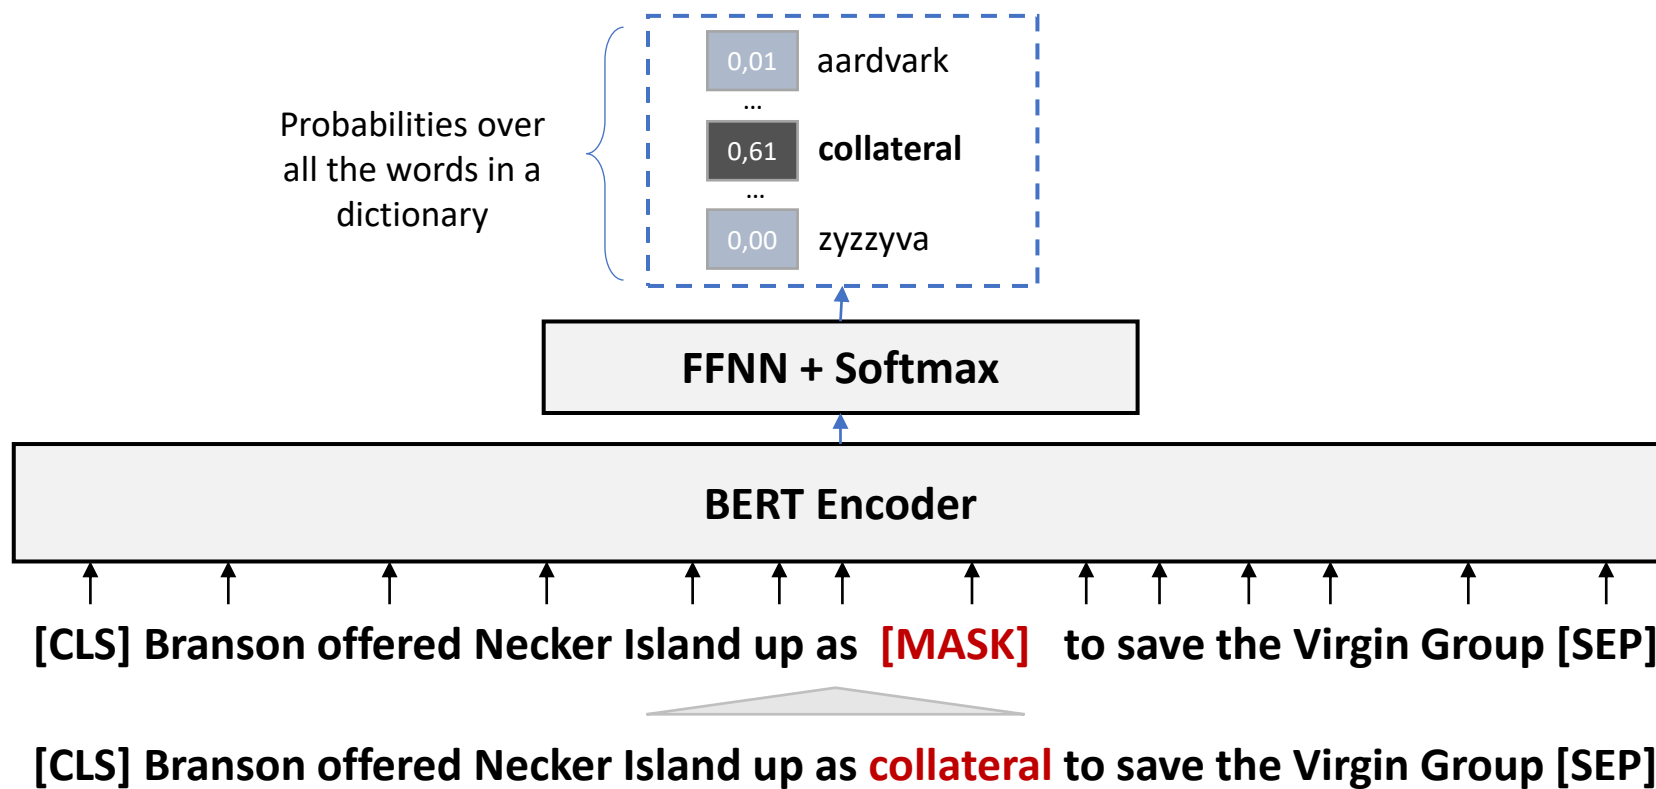 0,01 aardvark
...
Probabilities over
all the words in a
dictionary
0,61 collateral
...
0,00 zyzzyva
FFNN + Softmax
BERT Encoder
[CLS] Branson offered Necker Island up as [MASK] to save the Virgin Group [SEP]
[CLS] Branson offered Necker Island up as collateral to save the Virgin Group [SEP]